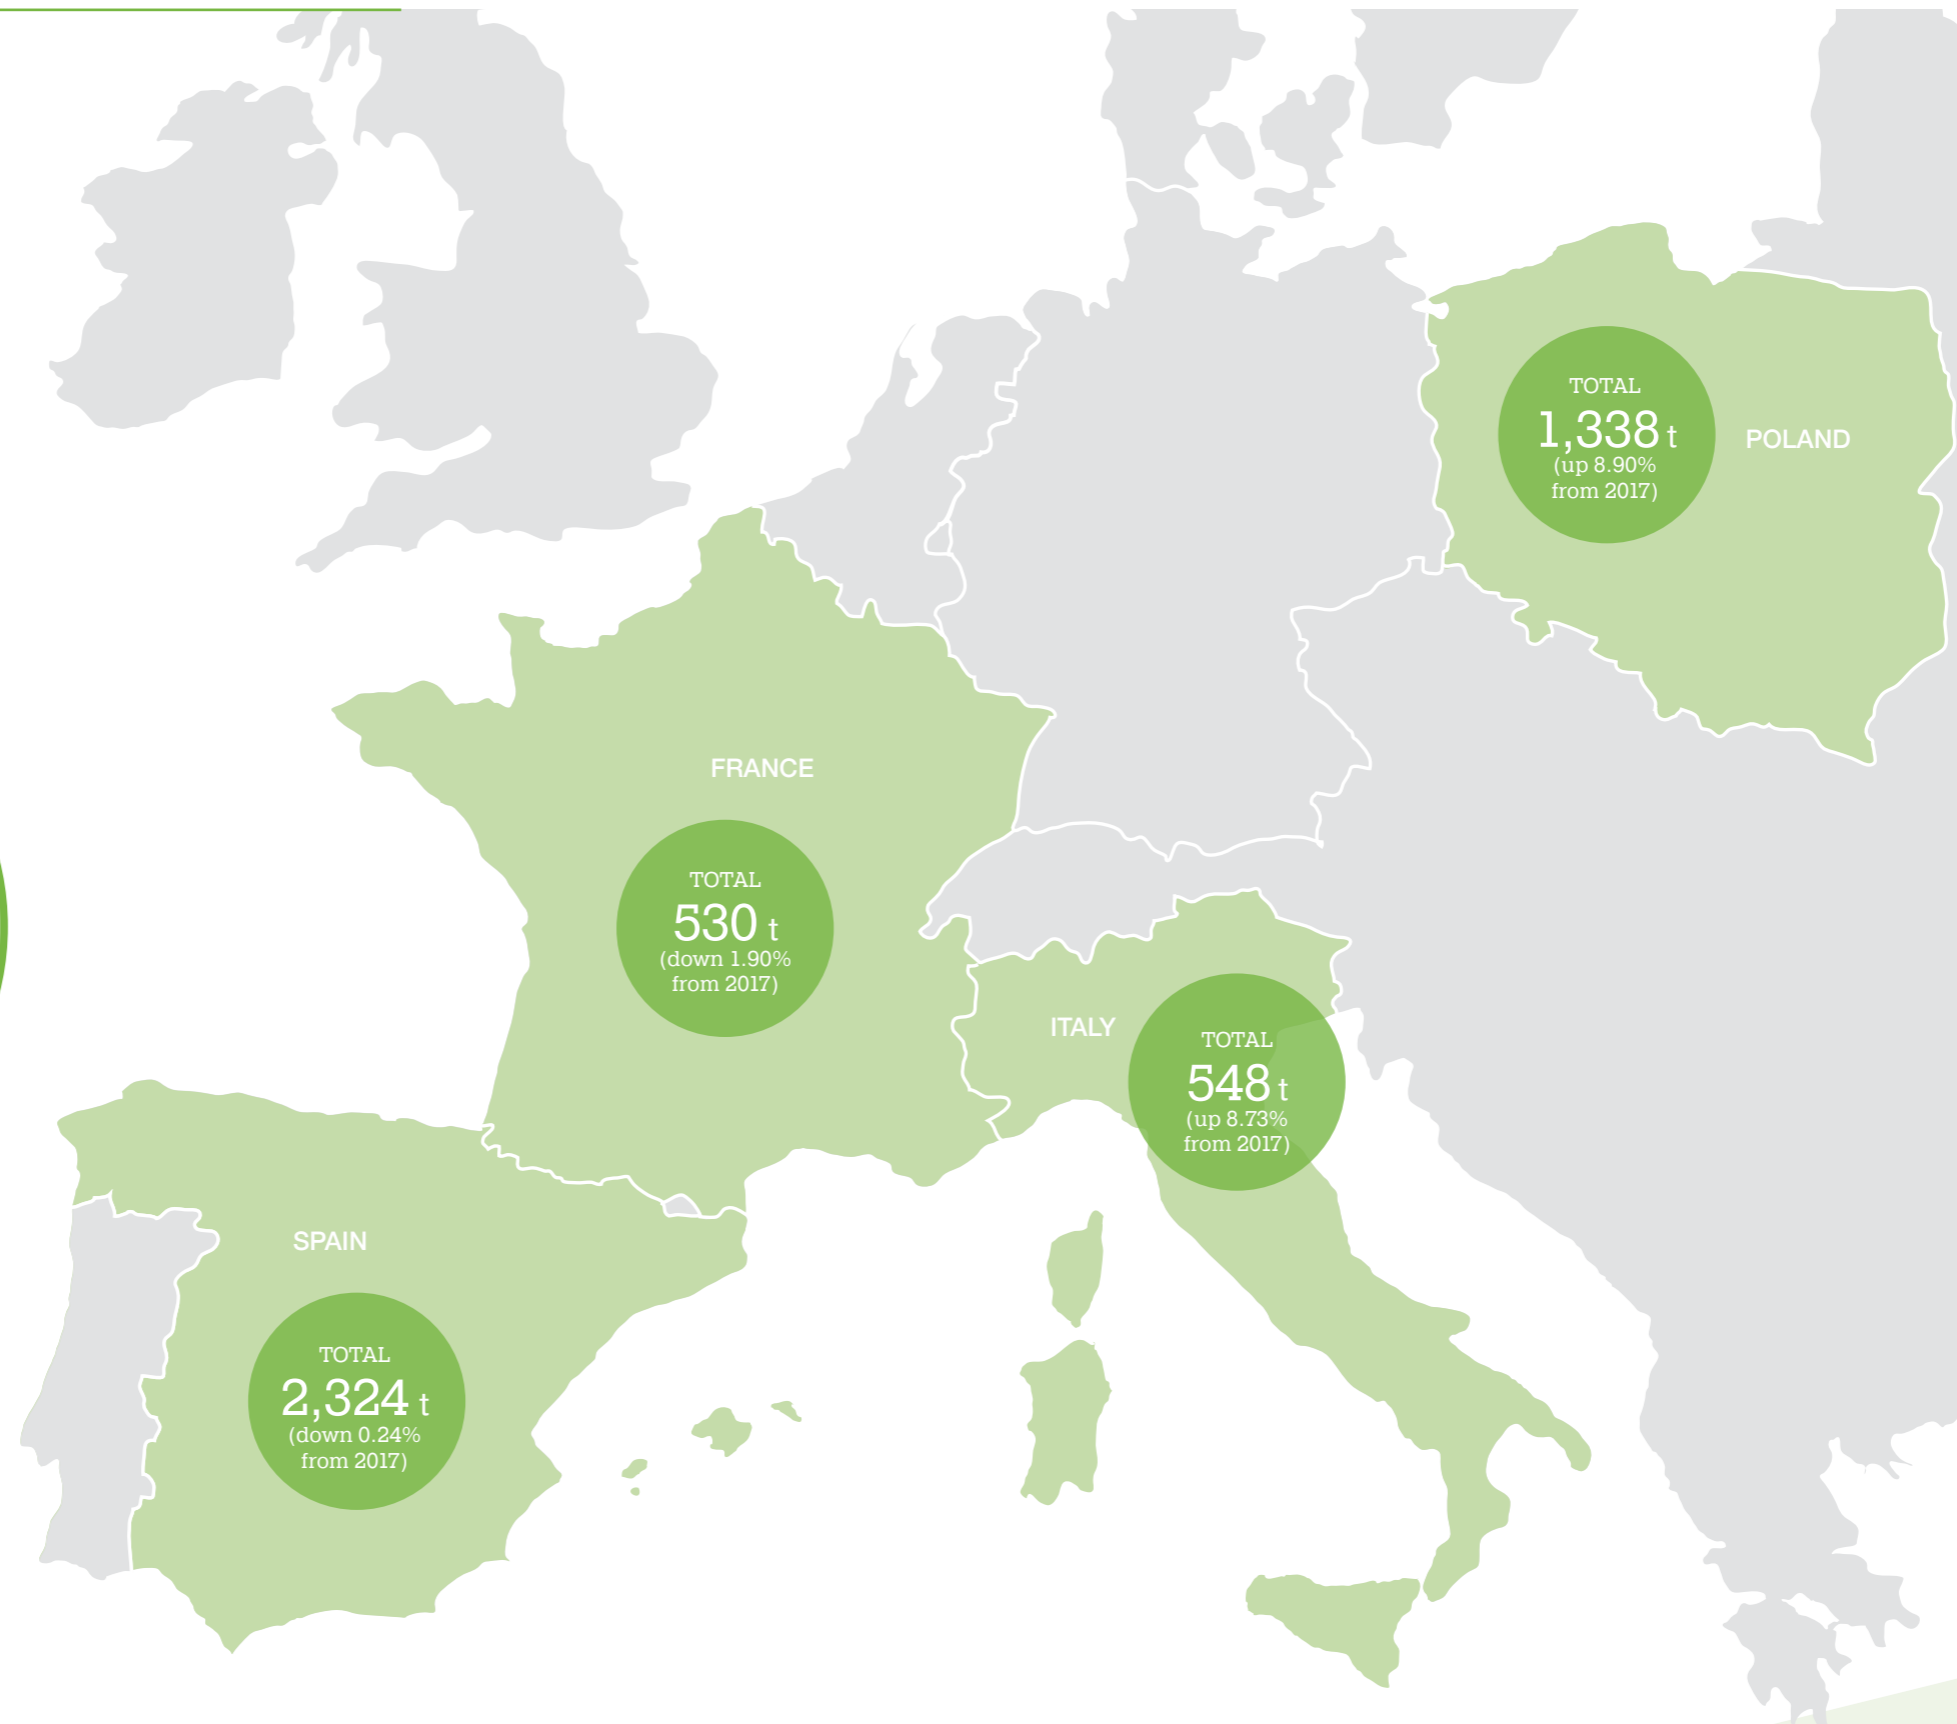 TOTAL
1,338 t
(up 8.90%
from 2017)
POLAND
FRANCE
TOTAL
530 t
(down 1.90%
from 2017)
ITALY
TOTAL
548 t
(up 8.73%
from 2017)
SPAIN
TOTAL
2,324 t
(down 0.24%
from 2017)